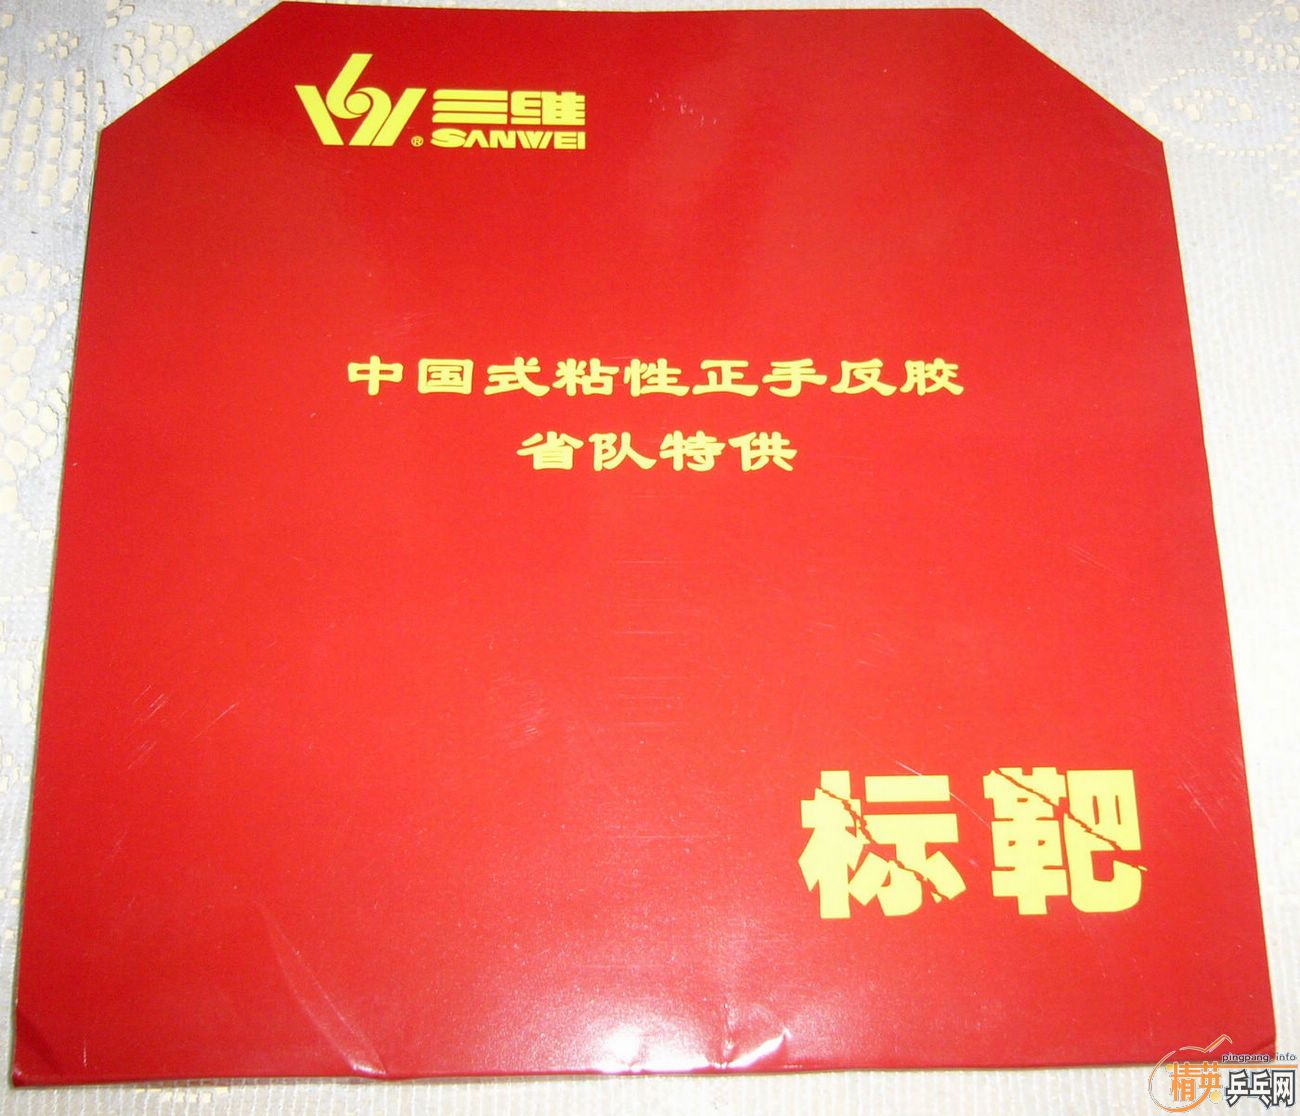 三维
® SANWEI
中国式粘性正手反胶
省队特供
标靶
pingpang.info
精英乒乓网